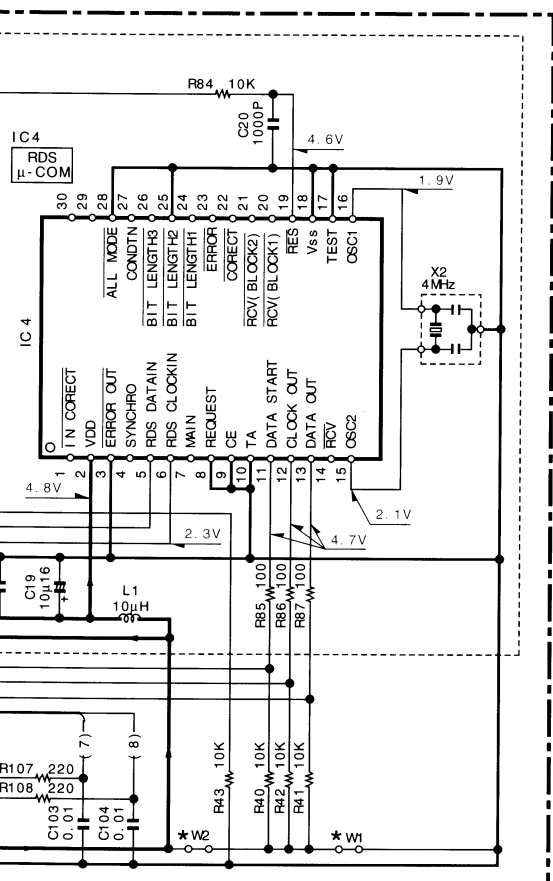 R84 10K
C20
1000P
IC4
RDS
μ-COM
4.6V
1.9V
30 29 28 27 26 25 24 23 22 21 20 19 18 17 16
ALL MODE
CONDTN
BIT LENGTH3
BIT LENGTH2
BIT LENGTH1
ERROR
CORECT
RCV(BLOCK2)
RCV(BLOCK1)
RES
Vss
TEST
OSC1
X2
4MHz
IC4
IN CORECT
VDD
ERROR OUT
SYNCHRO
RDS DATAIN
RDS CLOCKIN
MAIN
REQUEST
CE
TA
DATA START
CLOCK OUT
DATA OUT
RCV
OSC2
1 2 3 4 5 6 7 8 9 10 11 12 13 14 15
4.8V
2.1V
2.3V
4.7V
C19
10μ16
+
L1
10μH
R85 100
R86 100
R87 100
(7)
(8)
R107 220
R108 220
C103
0.01
C104
0.01
R43 10K
R40 10K
R42 10K
R41 10K
*W2
*W1